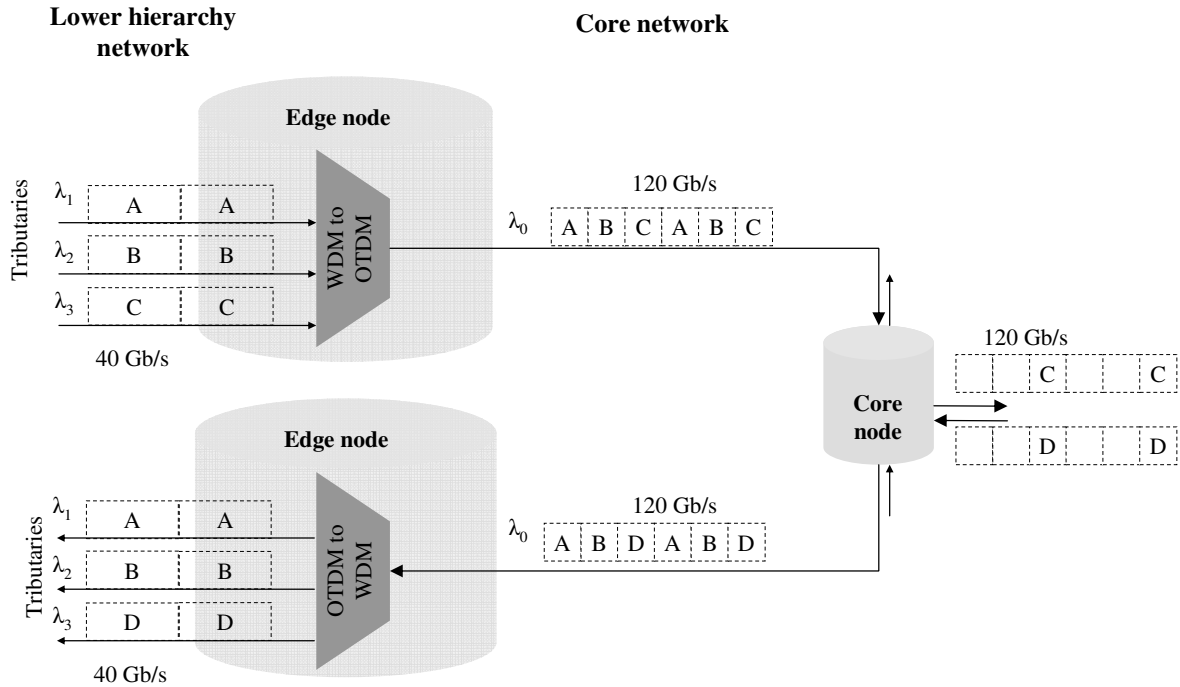 Lower hierarchy
network
Core network
Edge node
Tributaries
λ1
A A
λ2
B B
λ3
C C
40 Gb/s
WDM to
OTDM
120 Gb/s
λ0
A B C A B C
120 Gb/s
C C
Core
node
D D
Edge node
Tributaries
λ1
A A
λ2
B B
λ3
D D
40 Gb/s
OTDM to
WDM
120 Gb/s
λ0
A B D A B D